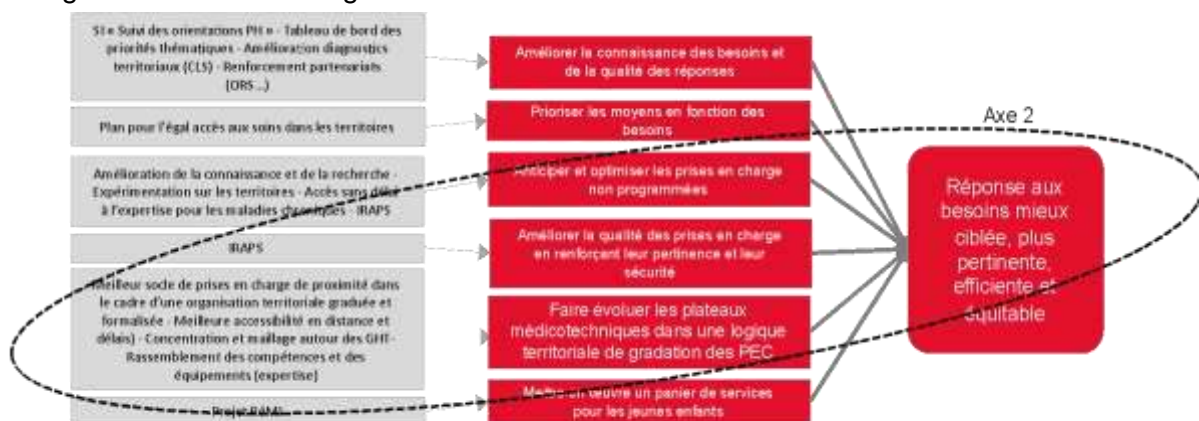 SI « Suivi des orientations PH » - Tableau de bord des
priorités thématiques - Amélioration diagnostics
territoriaux (CLS) - Renforcement partenariats
(ORS ...)
Améliorer la connaissance des besoins et
de la qualité des réponses
Plan pour l'égal accès aux soins dans les territoires
Prioriser les moyens en fonction des
besoins
Axe 2
Amélioration de la connaissance et de la recherche -
Expérimentation sur les territoires - Accès sans délai
à l'expertise pour les maladies chroniques - IRAPS
Anticiper et optimiser les prises en charge
non programmées
IRAPS
Améliorer la qualité des prises en charge
en renforçant leur pertinence et leur
sécurité
Meilleur socle de prises en charge de proximité dans
le cadre d'une organisation territoriale graduée et
formalisée - Meilleure accessibilité en distance et
délais) - Concentration et maillage autour des GHT -
Rassemblement des compétences et des
équipements (expertise)
Faire évoluer les plateaux
médicotechniques dans une logique
territoriale de gradation des PEC
Projet
Mettre en œuvre un panier de services
pour les jeunes enfants
Réponse aux
besoins mieux
ciblée, plus
pertinente,
efficiente et
équitable